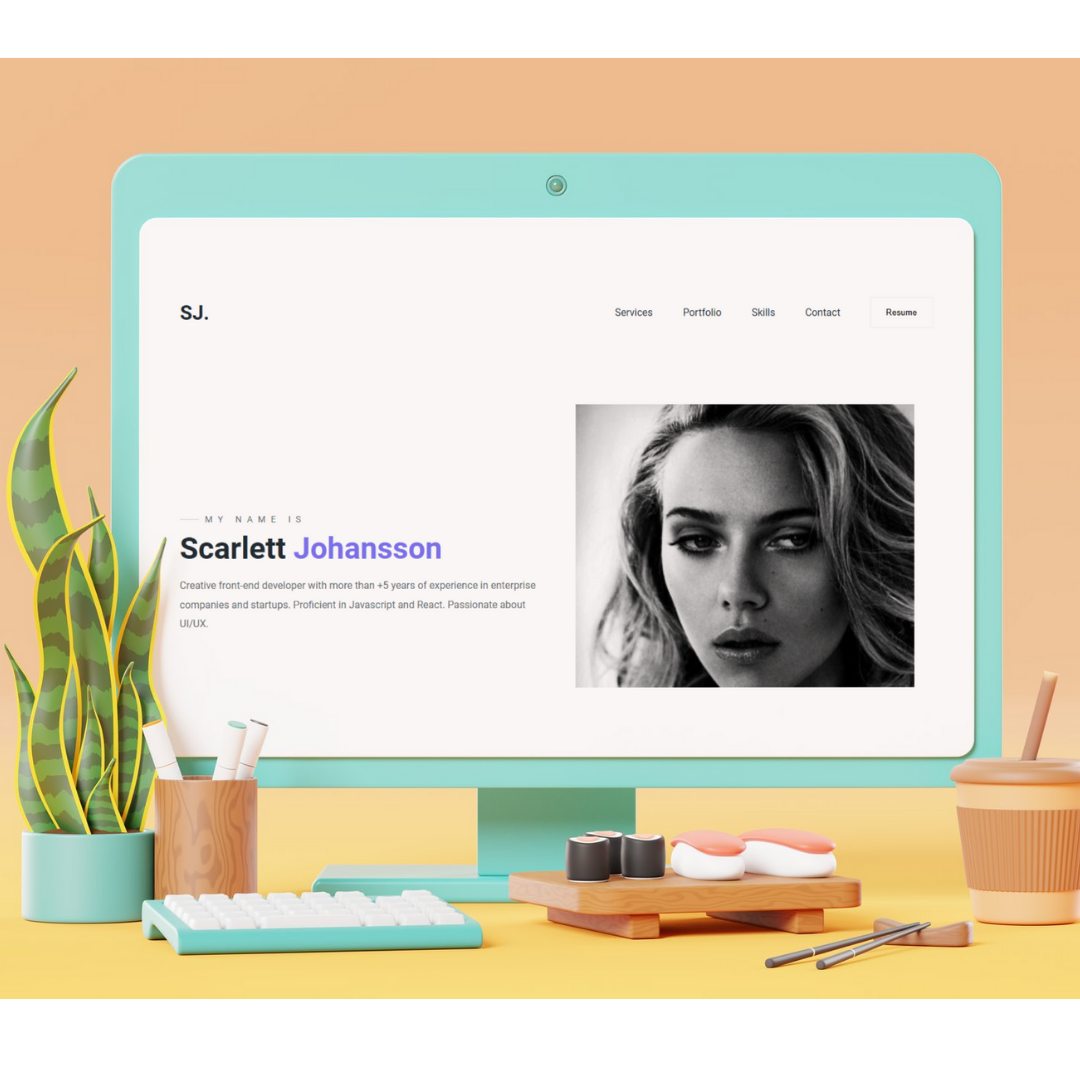 SJ.
Services Portfolio Skills Contact Resume
MY NAME IS
Scarlett Johansson
Creative front-end developer with more than +5 years of experience in enterprise
companies and startups. Proficient in Javascript and React. Passionate about
UI/UX.